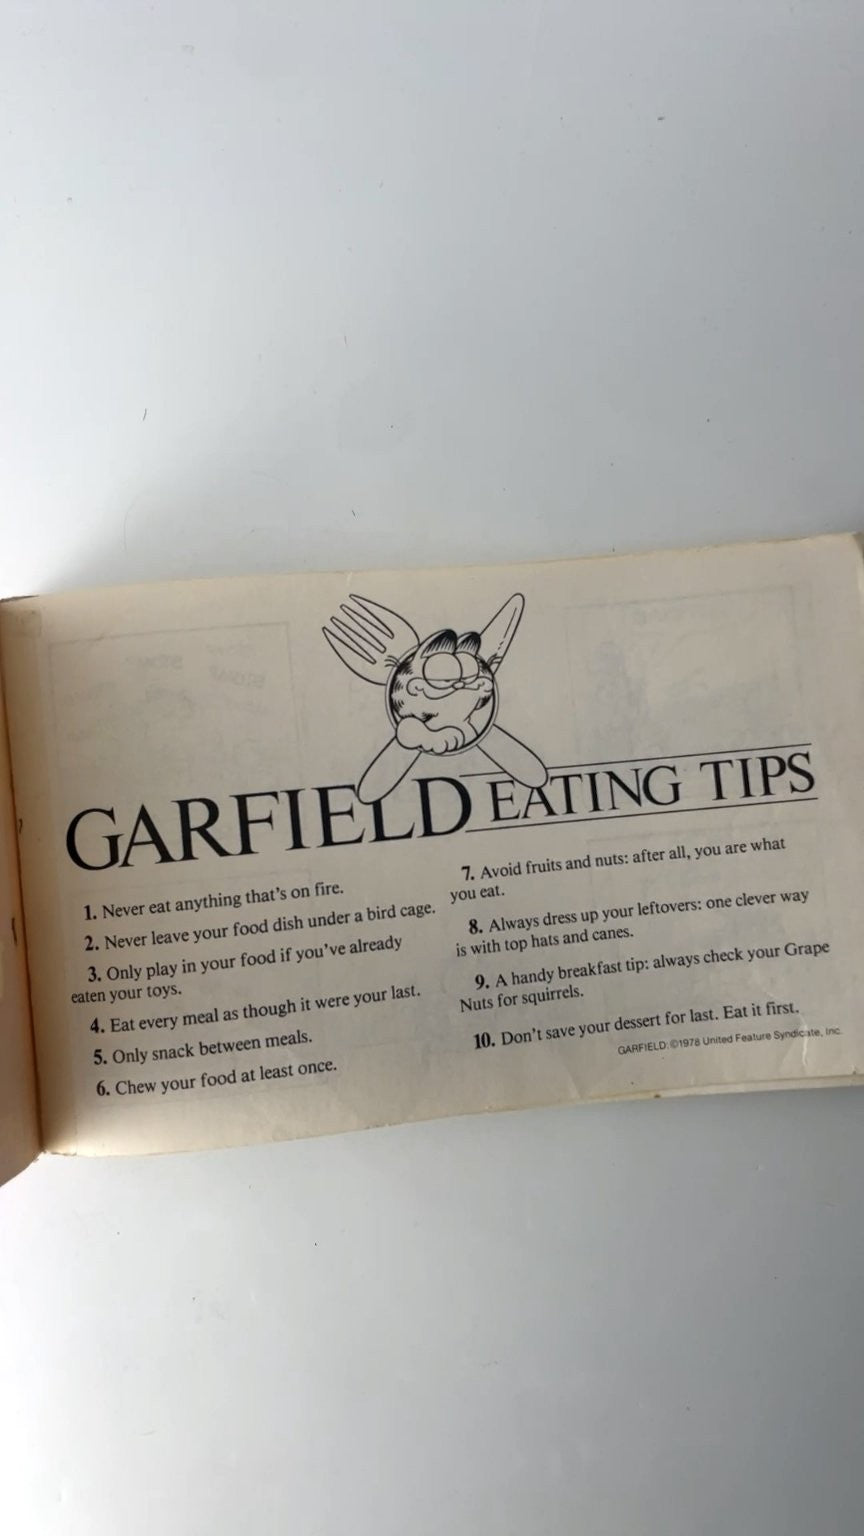 GARFIELD EATING TIPS
1. Never eat anything that's on fire.
2. Never leave your food dish under a bird cage.
3. Only play in your food if you've already
eaten your toys.
4. Eat every meal as though it were your last.
5. Only snack between meals.
6. Chew your food at least once.
7. Avoid fruits and nuts: after all, you are what
you eat.
8. Always dress up your leftovers: one clever way
is with top hats and canes.
9. A handy breakfast tip: always check your Grape
Nuts for squirrels.
10. Don't save your dessert for last. Eat it first.
GARFIELD: ©1978 United Feature Syndicate, Inc.